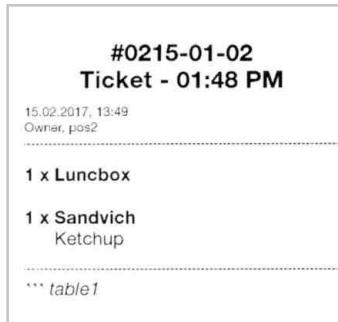 #0215-01-02
Ticket - 01:48 PM
15.02.2017, 13:49
Owner, pos2
1 x Luncbox
1 x Sandvich
Ketchup
*** table1